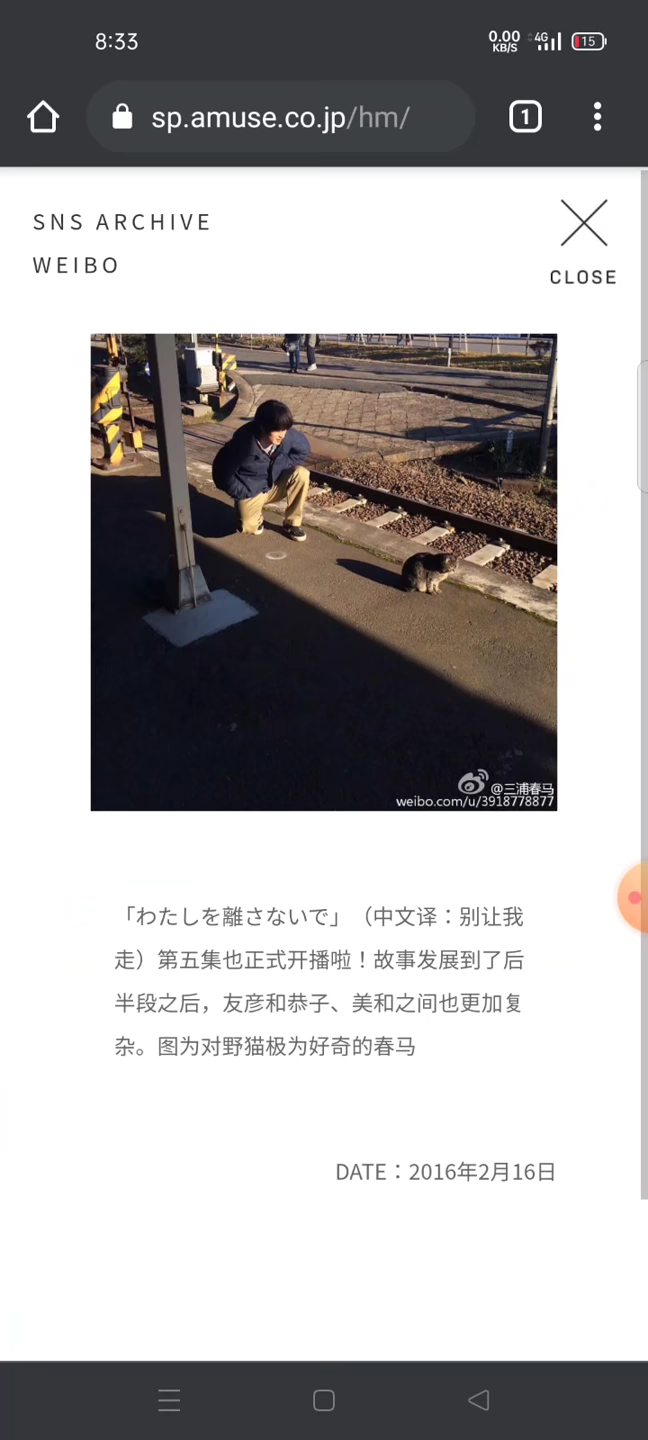 8:33
0.00
KB/S
4G
15
sp.amuse.co.jp/hm/
1
SNS ARCHIVE
WEIBO
CLOSE
@三浦春马
weibo.com/u/3918778877
「わたしを離さないで」（中文译：别让我
走）第五集也正式开播啦！故事发展到了后
半段之后，友彦和恭子、美和之间也更加复
杂。图为对野猫极为好奇的春马
DATE：2016年2月16日